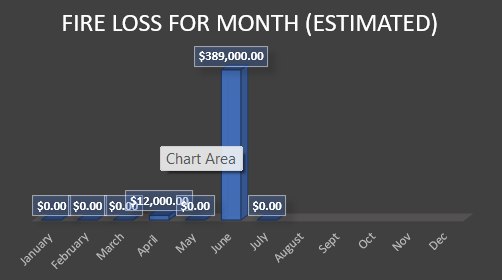 FIRE LOSS FOR MONTH (ESTIMATED)
$389,000.00
Chart Area
$0.00 $0.00 $0.00 $12,000.00 $0.00 $0.00
January February March April May June July August Sept Oct Nov Dec